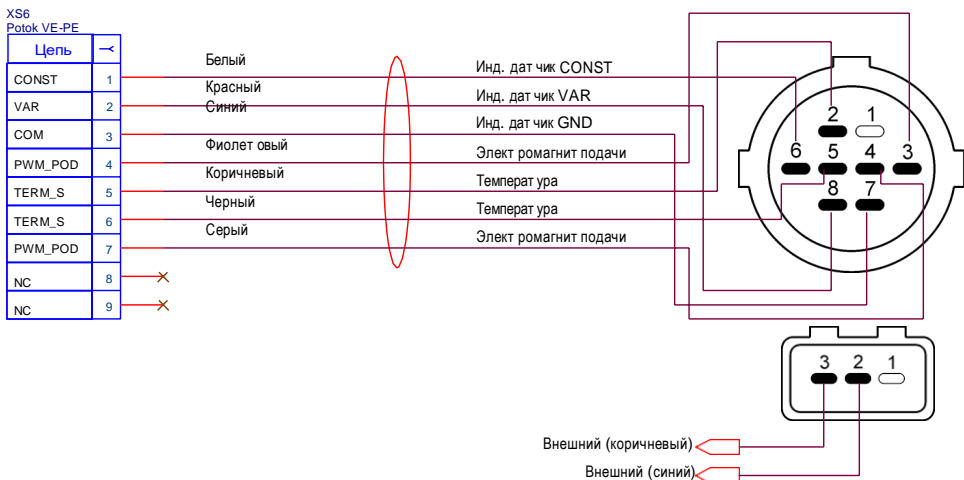 XS6
Potok VE-PE
Цепь
CONST 1 Белый Инд. дат чик CONST
Красный
VAR 2 Синий Инд. дат чик VAR
COM 3 Инд. дат чик GND
Фиолет овый
PWM_POD 4 Элект ромагнит подачи
Коричневый
TERM_S 5 Температ ура
Черный
TERM_S 6 Температ ура
Серый
PWM_POD 7 Элект ромагнит подачи
NC 8
NC 9
2 1
6 5 4 3
8 7
3 2 1
Внешний (коричневый)
Внешний (синий)